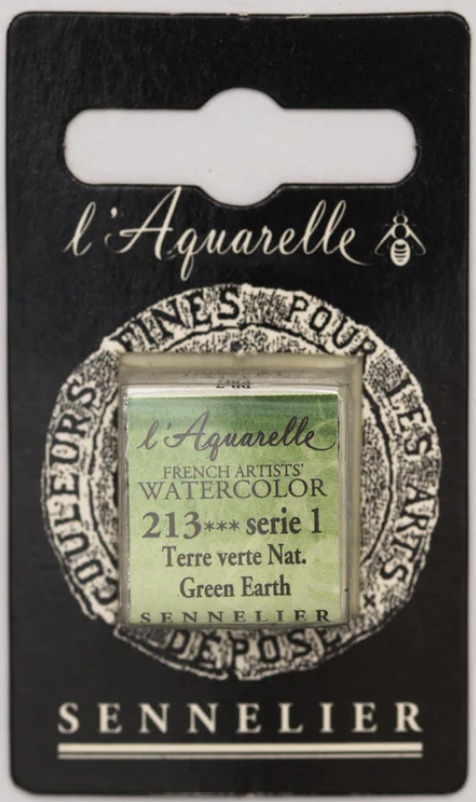 l'Aquarelle
COULEURS FINES POUR LES ARTS
l'Aquarelle
FRENCH ARTISTS'
WATERCOLOR
213*** serie 1
Terre verte Nat.
Green Earth
SENNELIER
DÉPOSÉ
SENNELIER